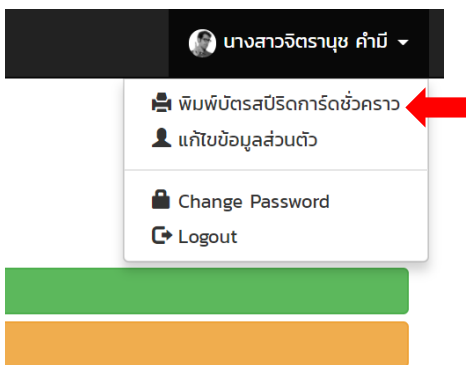 นางสาวจิตรานุช คำมี
พิมพ์บัตรสปิริตการ์ดชั่วคราว
แก้ไขข้อมูลส่วนตัว
Change Password
Logout